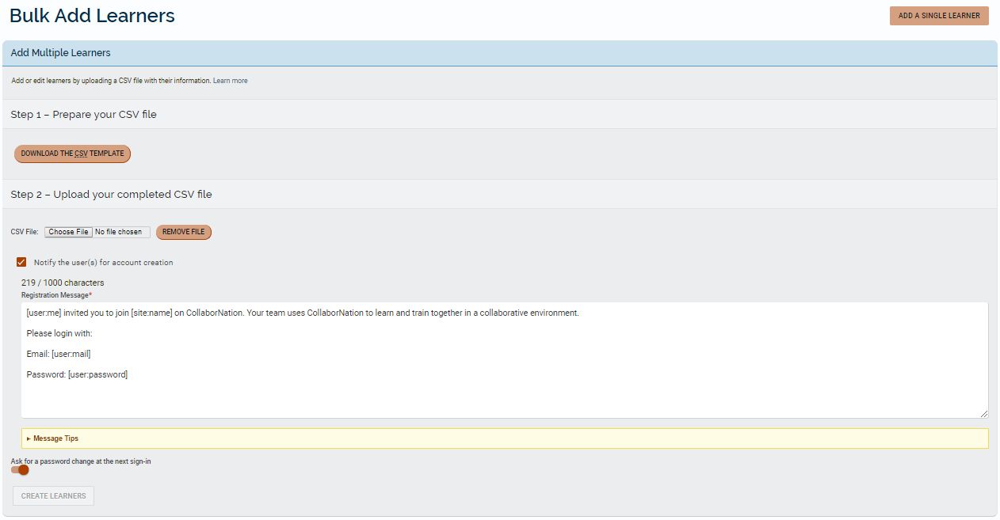 Bulk Add Learners
ADD A SINGLE LEARNER
Add Multiple Learners
Add or edit learners by uploading a CSV file with their information. Learn more
Step 1 – Prepare your CSV file
DOWNLOAD THE CSV TEMPLATE
Step 2 – Upload your completed CSV file
CSV File: Choose File No file chosen REMOVE FILE
Notify the user(s) for account creation
219 / 1000 characters
Registration Message*
[user:me] invited you to join [site:name] on CollaborNation. Your team uses CollaborNation to learn and train together in a collaborative environment.
Please login with:
Email: [user:mail]
Password: [user:password]
Message Tips
Ask for a password change at the next sign-in
CREATE LEARNERS